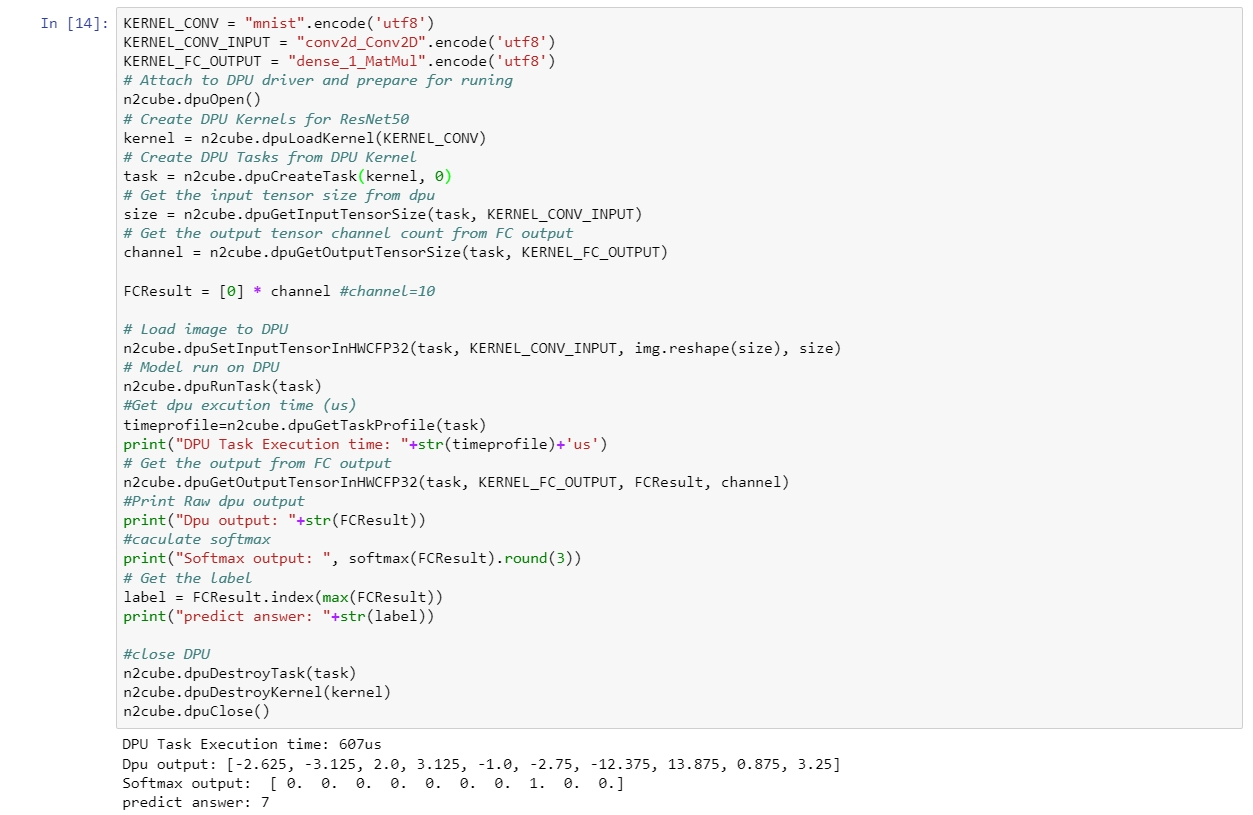 In [14]: KERNEL_CONV = "mnist".encode('utf8')
KERNEL_CONV_INPUT = "conv2d_Conv2D".encode('utf8')
KERNEL_FC_OUTPUT = "dense_1_MatMul".encode('utf8')
# Attach to DPU driver and prepare for runing
n2cube.dpuOpen()
# Create DPU Kernels for ResNet50
kernel = n2cube.dpuLoadKernel(KERNEL_CONV)
# Create DPU Tasks from DPU Kernel
task = n2cube.dpuCreateTask(kernel, 0)
# Get the input tensor size from dpu
size = n2cube.dpuGetInputTensorSize(task, KERNEL_CONV_INPUT)
# Get the output tensor channel count from FC output
channel = n2cube.dpuGetOutputTensorSize(task, KERNEL_FC_OUTPUT)
FCResult = [0] * channel #channel=10
# Load image to DPU
n2cube.dpuSetInputTensorInHWCFP32(task, KERNEL_CONV_INPUT, img.reshape(size), size)
# Model run on DPU
n2cube.dpuRunTask(task)
#Get dpu excution time (us)
timeprofile=n2cube.dpuGetTaskProfile(task)
print("DPU Task Execution time: "+str(timeprofile)+'us')
# Get the output from FC output
n2cube.dpuGetOutputTensorInHWCFP32(task, KERNEL_FC_OUTPUT, FCResult, channel)
#Print Raw dpu output
print("Dpu output: "+str(FCResult))
#caculate softmax
print("Softmax output: ", softmax(FCResult).round(3))
# Get the label
label = FCResult.index(max(FCResult))
print("predict answer: "+str(label))
#close DPU
n2cube.dpuDestroyTask(task)
n2cube.dpuDestroyKernel(kernel)
n2cube.dpuClose()
DPU Task Execution time: 607us
Dpu output: [-2.625, -3.125, 2.0, 3.125, -1.0, -2.75, -12.375, 13.875, 0.875, 3.25]
Softmax output:  [ 0.  0.  0.  0.  0.  0.  0.  1.  0.  0.]
predict answer: 7